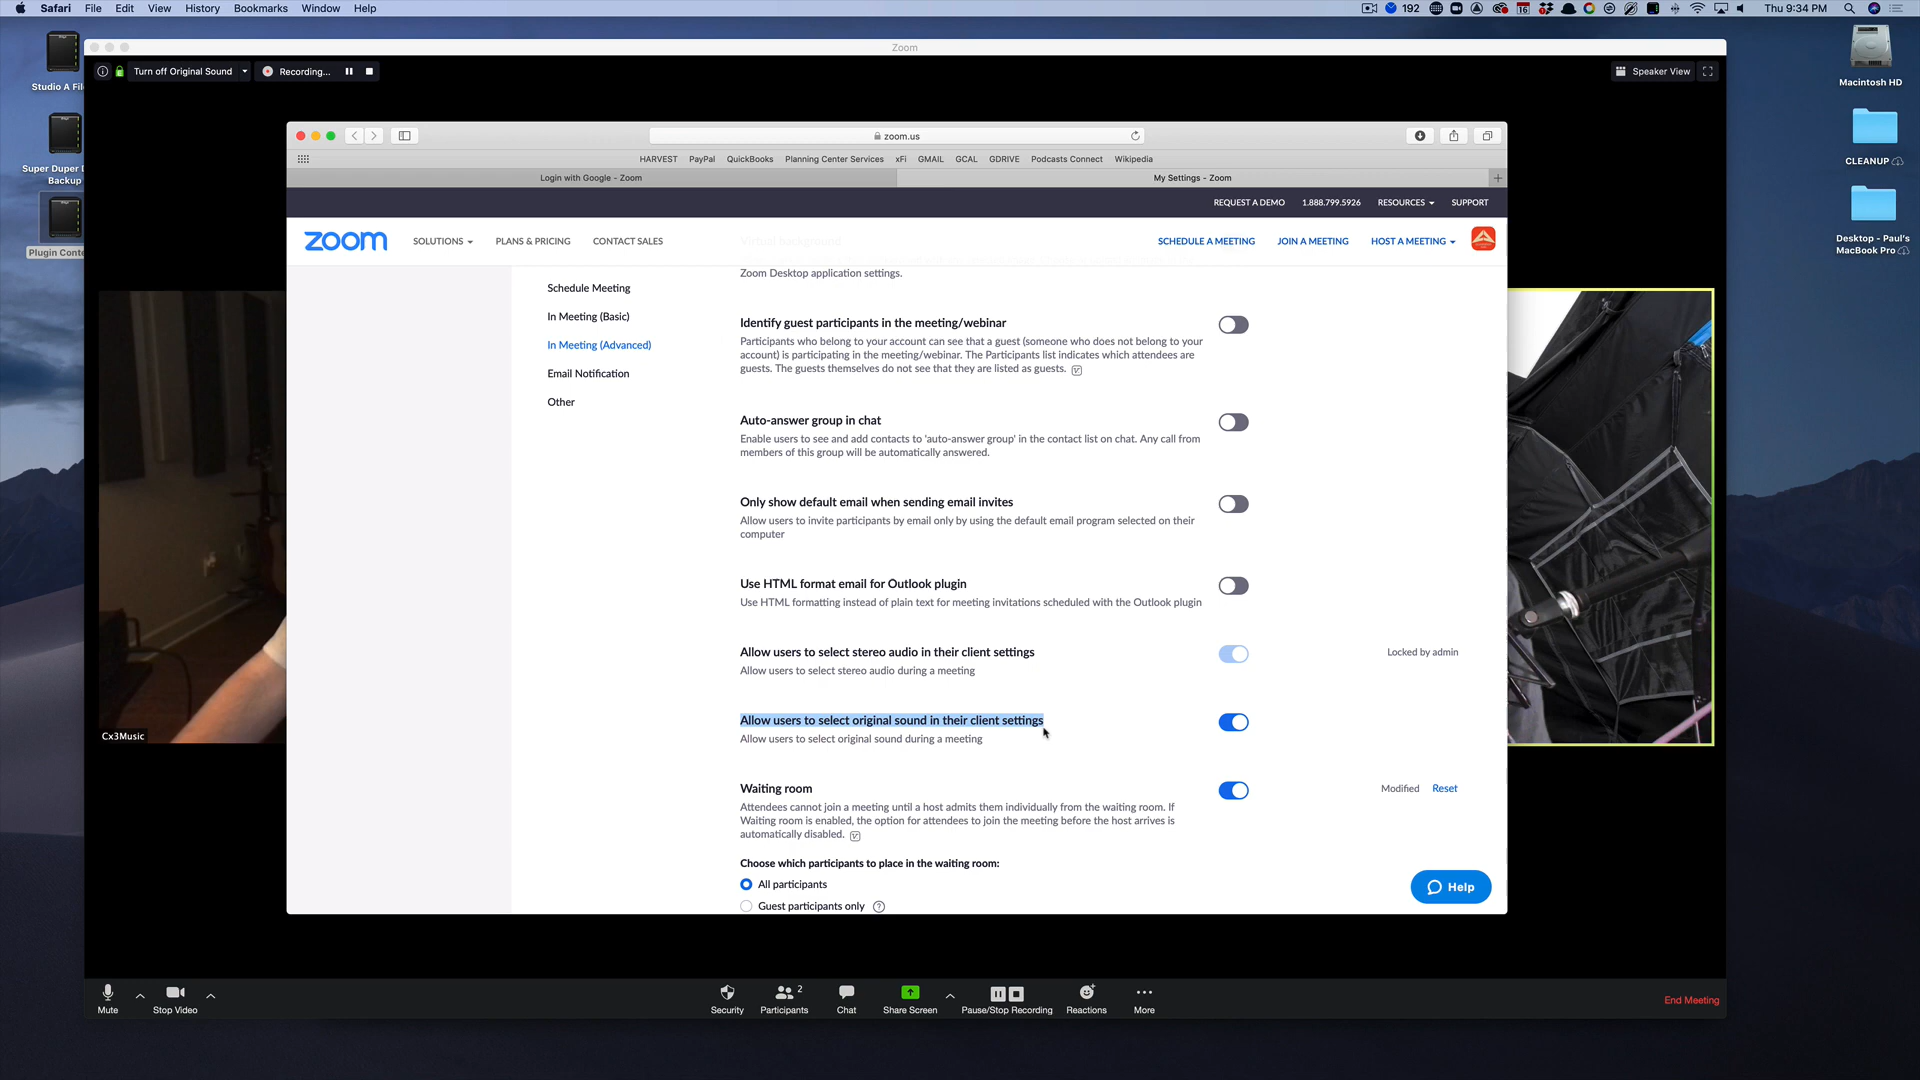 Safari File Edit View History Bookmarks Window Help
192
16
Thu 9:34 PM
Zoom
Turn off Original Sound
Recording...
Speaker View
Studio A Fil
Super Duper
Backup
Plugin Conte
Macintosh HD
CLEANUP
Desktop - Paul's
MacBook Pro
zoom.us
HARVEST PayPal QuickBooks Planning Center Services xFi GMAIL GCAL GDRIVE Podcasts Connect Wikipedia
Login with Google - Zoom
My Settings - Zoom
REQUEST A DEMO 1.888.799.5926 RESOURCES SUPPORT
zoom
SOLUTIONS PLANS & PRICING CONTACT SALES
Virtual background
SCHEDULE A MEETING JOIN A MEETING HOST A MEETING
Zoom Desktop application settings.
Schedule Meeting
In Meeting (Basic)
In Meeting (Advanced)
Email Notification
Other
Identify guest participants in the meeting/webinar
Participants who belong to your account can see that a guest (someone who does not belong to your
account) is participating in the meeting/webinar. The Participants list indicates which attendees are
guests. The guests themselves do not see that they are listed as guests.
Auto-answer group in chat
Enable users to see and add contacts to 'auto-answer group' in the contact list on chat. Any call from
members of this group will be automatically answered.
Only show default email when sending email invites
Allow users to invite participants by email only by using the default email program selected on their
computer
Use HTML format email for Outlook plugin
Use HTML formatting instead of plain text for meeting invitations scheduled with the Outlook plugin
Allow users to select stereo audio in their client settings
Locked by admin
Allow users to select stereo audio during a meeting
Allow users to select original sound in their client settings
Allow users to select original sound during a meeting
Waiting room
Modified Reset
Attendees cannot join a meeting until a host admits them individually from the waiting room. If
Waiting room is enabled, the option for attendees to join the meeting before the host arrives is
automatically disabled.
Choose which participants to place in the waiting room:
All participants
Guest participants only
Help
Cx3Music
Mute
Stop Video
Security
2
Participants
Chat
Share Screen
Pause/Stop Recording
Reactions
More
End Meeting